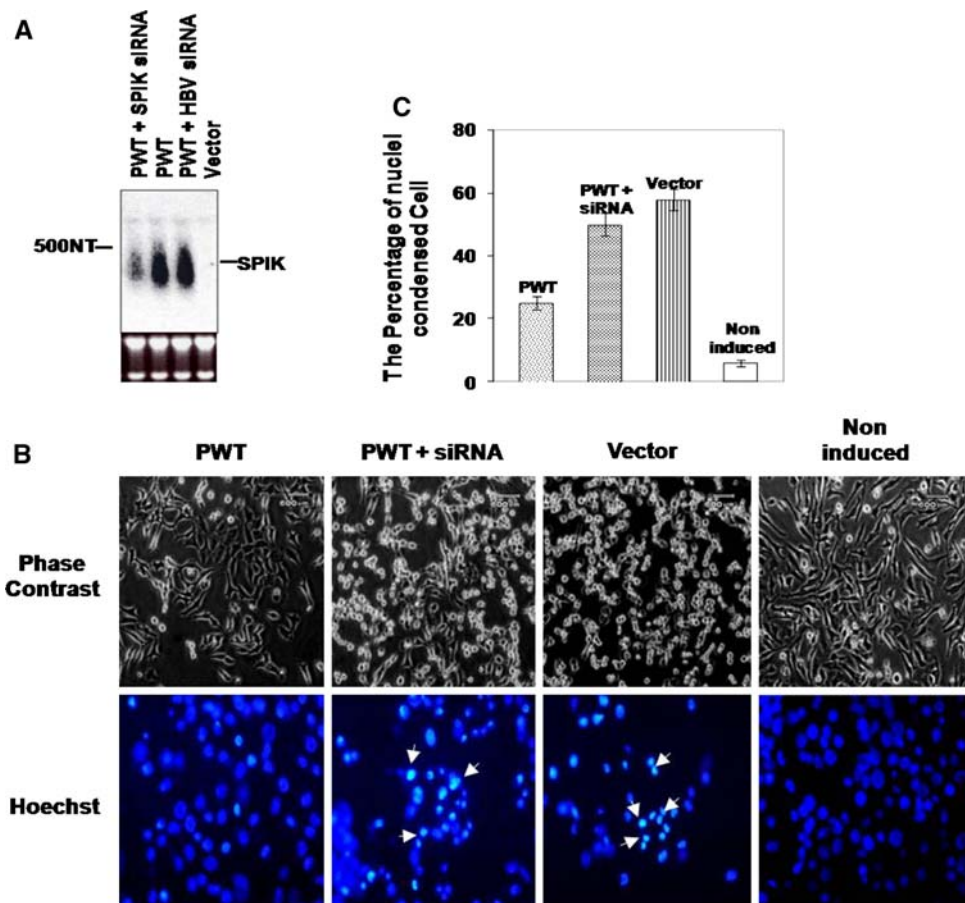 A
PWT + SPIK siRNA
PWT
PWT + HBV siRNA
Vector
500NT
SPIK
C
The Percentage of nuclei
condensed Cell
80
60
40
20
0
PWT
PWT +
siRNA
Vector
Non
induced
B
PWT
PWT + siRNA
Vector
Non
induced
Phase
Contrast
Hoechst